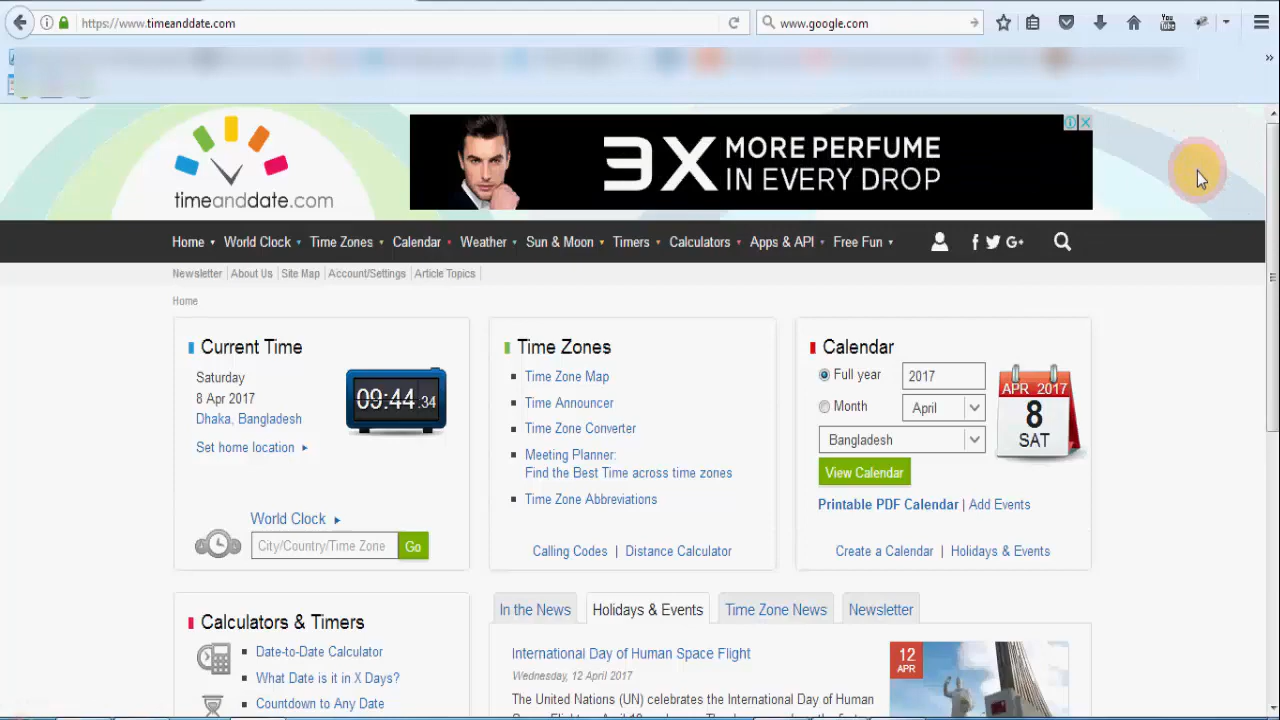 https://www.timeanddate.com
www.google.com
You Tube
timeanddate.com
3X MORE PERFUME
IN EVERY DROP
Home World Clock Time Zones Calendar Weather Sun & Moon Timers Calculators Apps & API Free Fun
Newsletter About Us Site Map Account/Settings Article Topics
Home
Current Time
Saturday
8 Apr 2017
Dhaka, Bangladesh
Set home location
09:44.34
World Clock
City/Country/Time Zone Go
Time Zones
Time Zone Map
Time Announcer
Time Zone Converter
Meeting Planner:
Find the Best Time across time zones
Time Zone Abbreviations
Calling Codes | Distance Calculator
Calendar
Full year 2017
Month April
Bangladesh
View Calendar
APR 2017
8
SAT
Printable PDF Calendar | Add Events
Create a Calendar | Holidays & Events
Calculators & Timers
Date-to-Date Calculator
What Date is it in X Days?
Countdown to Any Date
In the News Holidays & Events Time Zone News Newsletter
International Day of Human Space Flight
Wednesday, 12 April 2017
The United Nations (UN) celebrates the International Day of Human
12
APR